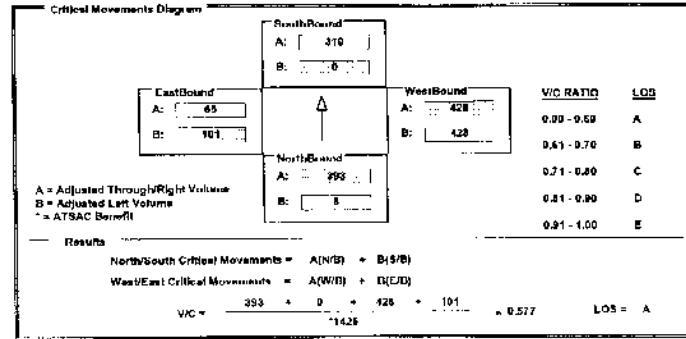 Critical Movements Diagram
SouthBound
A: 319
B: 0
EastBound
A: 65
B: 101
WestBound
A: 428
B: 428
NorthBound
A: 393
B:
V/C RATIO LOS
0.00 - 0.60 A
0.61 - 0.70 B
0.71 - 0.80 C
0.81 - 0.90 D
0.91 - 1.00 E
A = Adjusted Through/Right Volume
B = Adjusted Left Volume
* = ATSAC Benefit
Results
North/South Critical Movements = A(N/B) + B(S/B)
West/East Critical Movements = A(W/B) + B(E/B)
V/C = 393 + 0 + 428 + 101 = 0.577 LOS = A
*1425